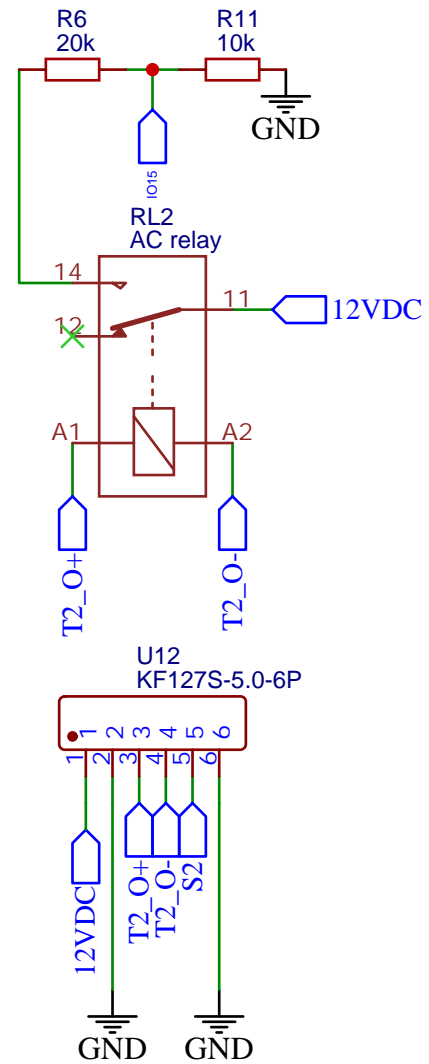 R6
20k
R11
10k
GND
IO15
RL2
AC relay
14
11
12VDC
12
A1
A2
T2_O+
T2_O-
U12
KF127S-5.0-6P
1 2 3 4 5 6
1 2 3 4 5 6
12VDC
T2_O+
T2_O-
S2
GND
GND